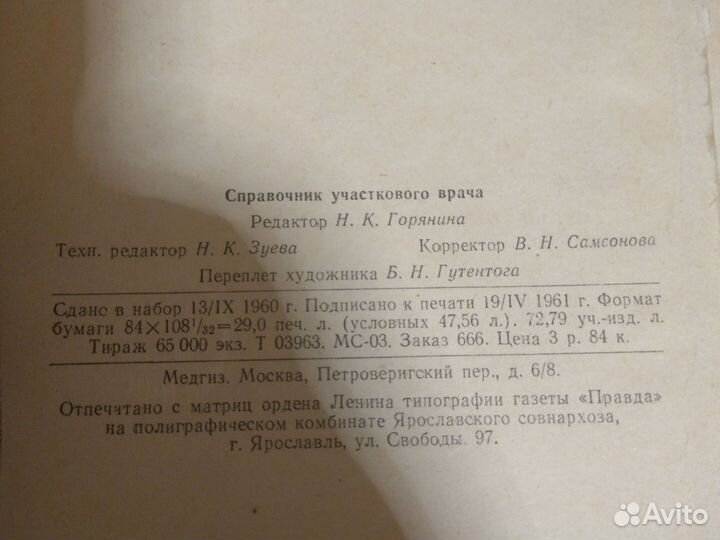 Справочник участкового врача
Редактор Н. К. Горянина
Техн. редактор Н. К. Зуева Корректор В. Н. Самсонова
Переплет художника Б. Н. Гутентога
Сдано в набор 13/IX 1960 г. Подписано к печати 19/IV 1961 г. Формат
бумаги 84×108¹/₃₂=29,0 печ. л. (условных 47,56 л.). 72,79 уч.-изд. л.
Тираж 65 000 экз. Т 03963. МС-03. Заказ 666. Цена 3 р. 84 к.
Медгиз. Москва, Петроверигский пер., д. 6/8.
Отпечатано с матриц ордена Ленина типографии газеты «Правда»
на полиграфическом комбинате Ярославского совнархоза,
г. Ярославль, ул. Свободы. 97.
Avito